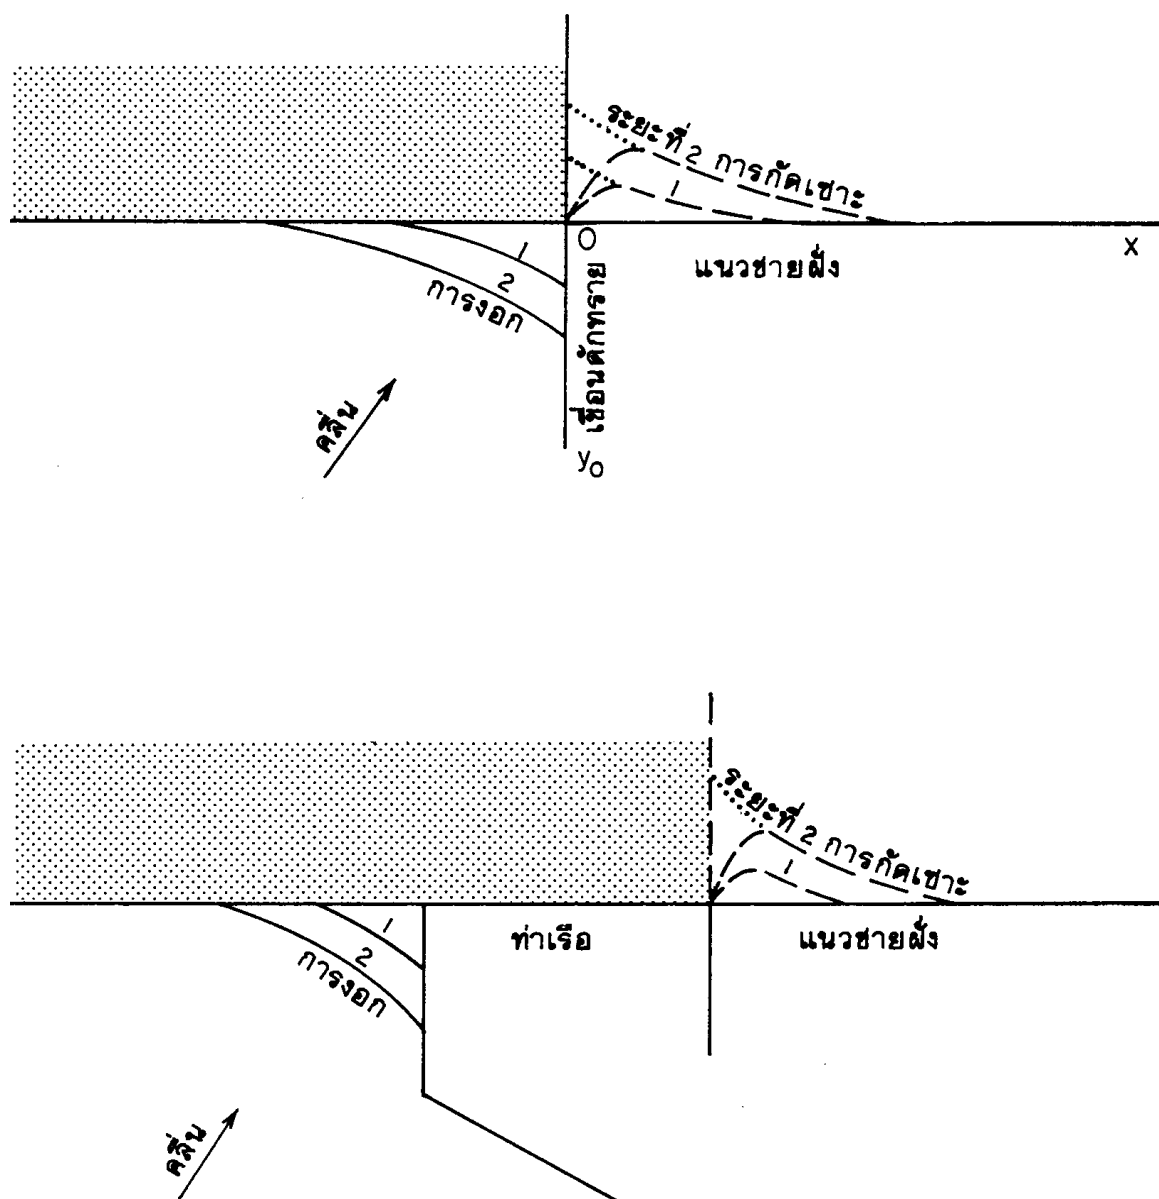 ระยะที่ 2 การกัดเซาะ
1
O
X
แนวชายฝั่ง
1
2
การงอก
เขื่อนดักทราย
คลื่น
y₀
ระยะที่ 2 การกัดเซาะ
1
ท่าเรือ
แนวชายฝั่ง
1
2
การงอก
คลื่น